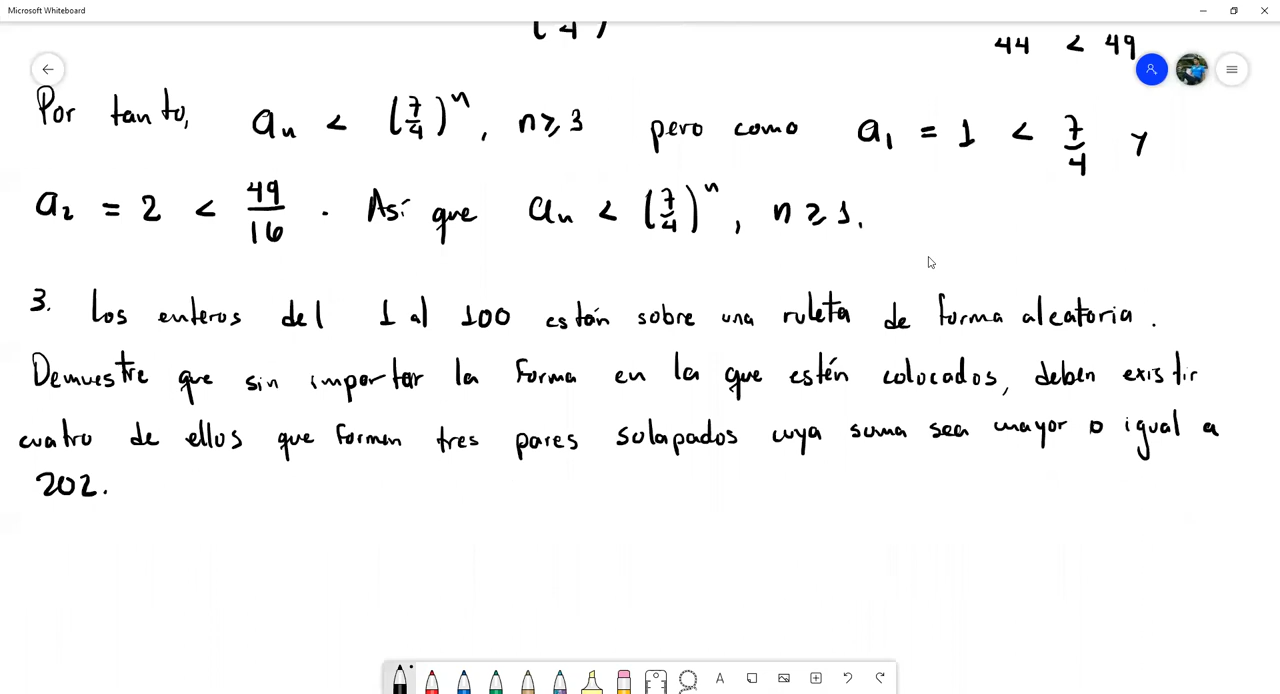 Microsoft Whiteboard
44 < 49
Por tanto, an < (7/4)^n, n ≥ 3 pero como a1 = 1 < 7/4 y
a2 = 2 < 49/16. Así que an < (7/4)^n, n ≥ 1.
3. Los enteros del 1 al 100 están sobre una ruleta de forma aleatoria.
Demuestre que sin importar la forma en la que estén colocados, deben existir
cuatro de ellos que formen tres pares solapados cuya suma sea mayor o igual a
202.